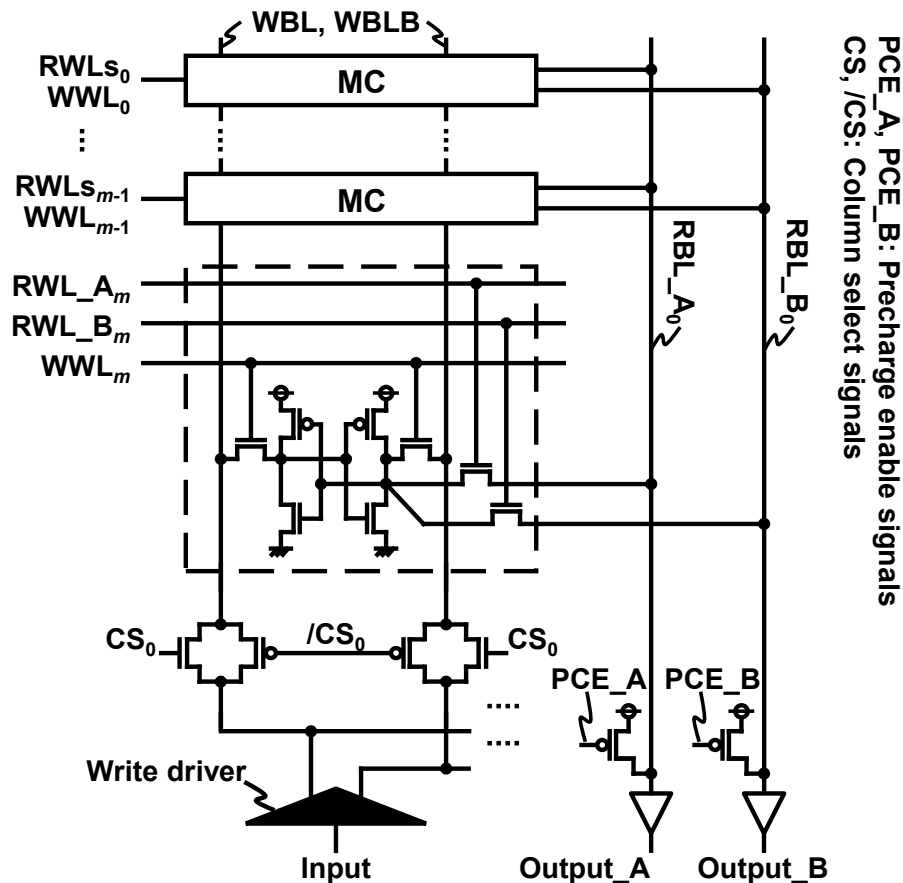 WBL, WBLB
RWLs0
WWL0
MC
RWLsm-1
WWLm-1
MC
RWL_Am
RWL_Bm
WWLm
RBL_A0
RBL_B0
PCE_A, PCE_B: Precharge enable signals
CS, /CS: Column select signals
CS0
/CS0
CS0
PCE_A
PCE_B
Write driver
Input
Output_A
Output_B